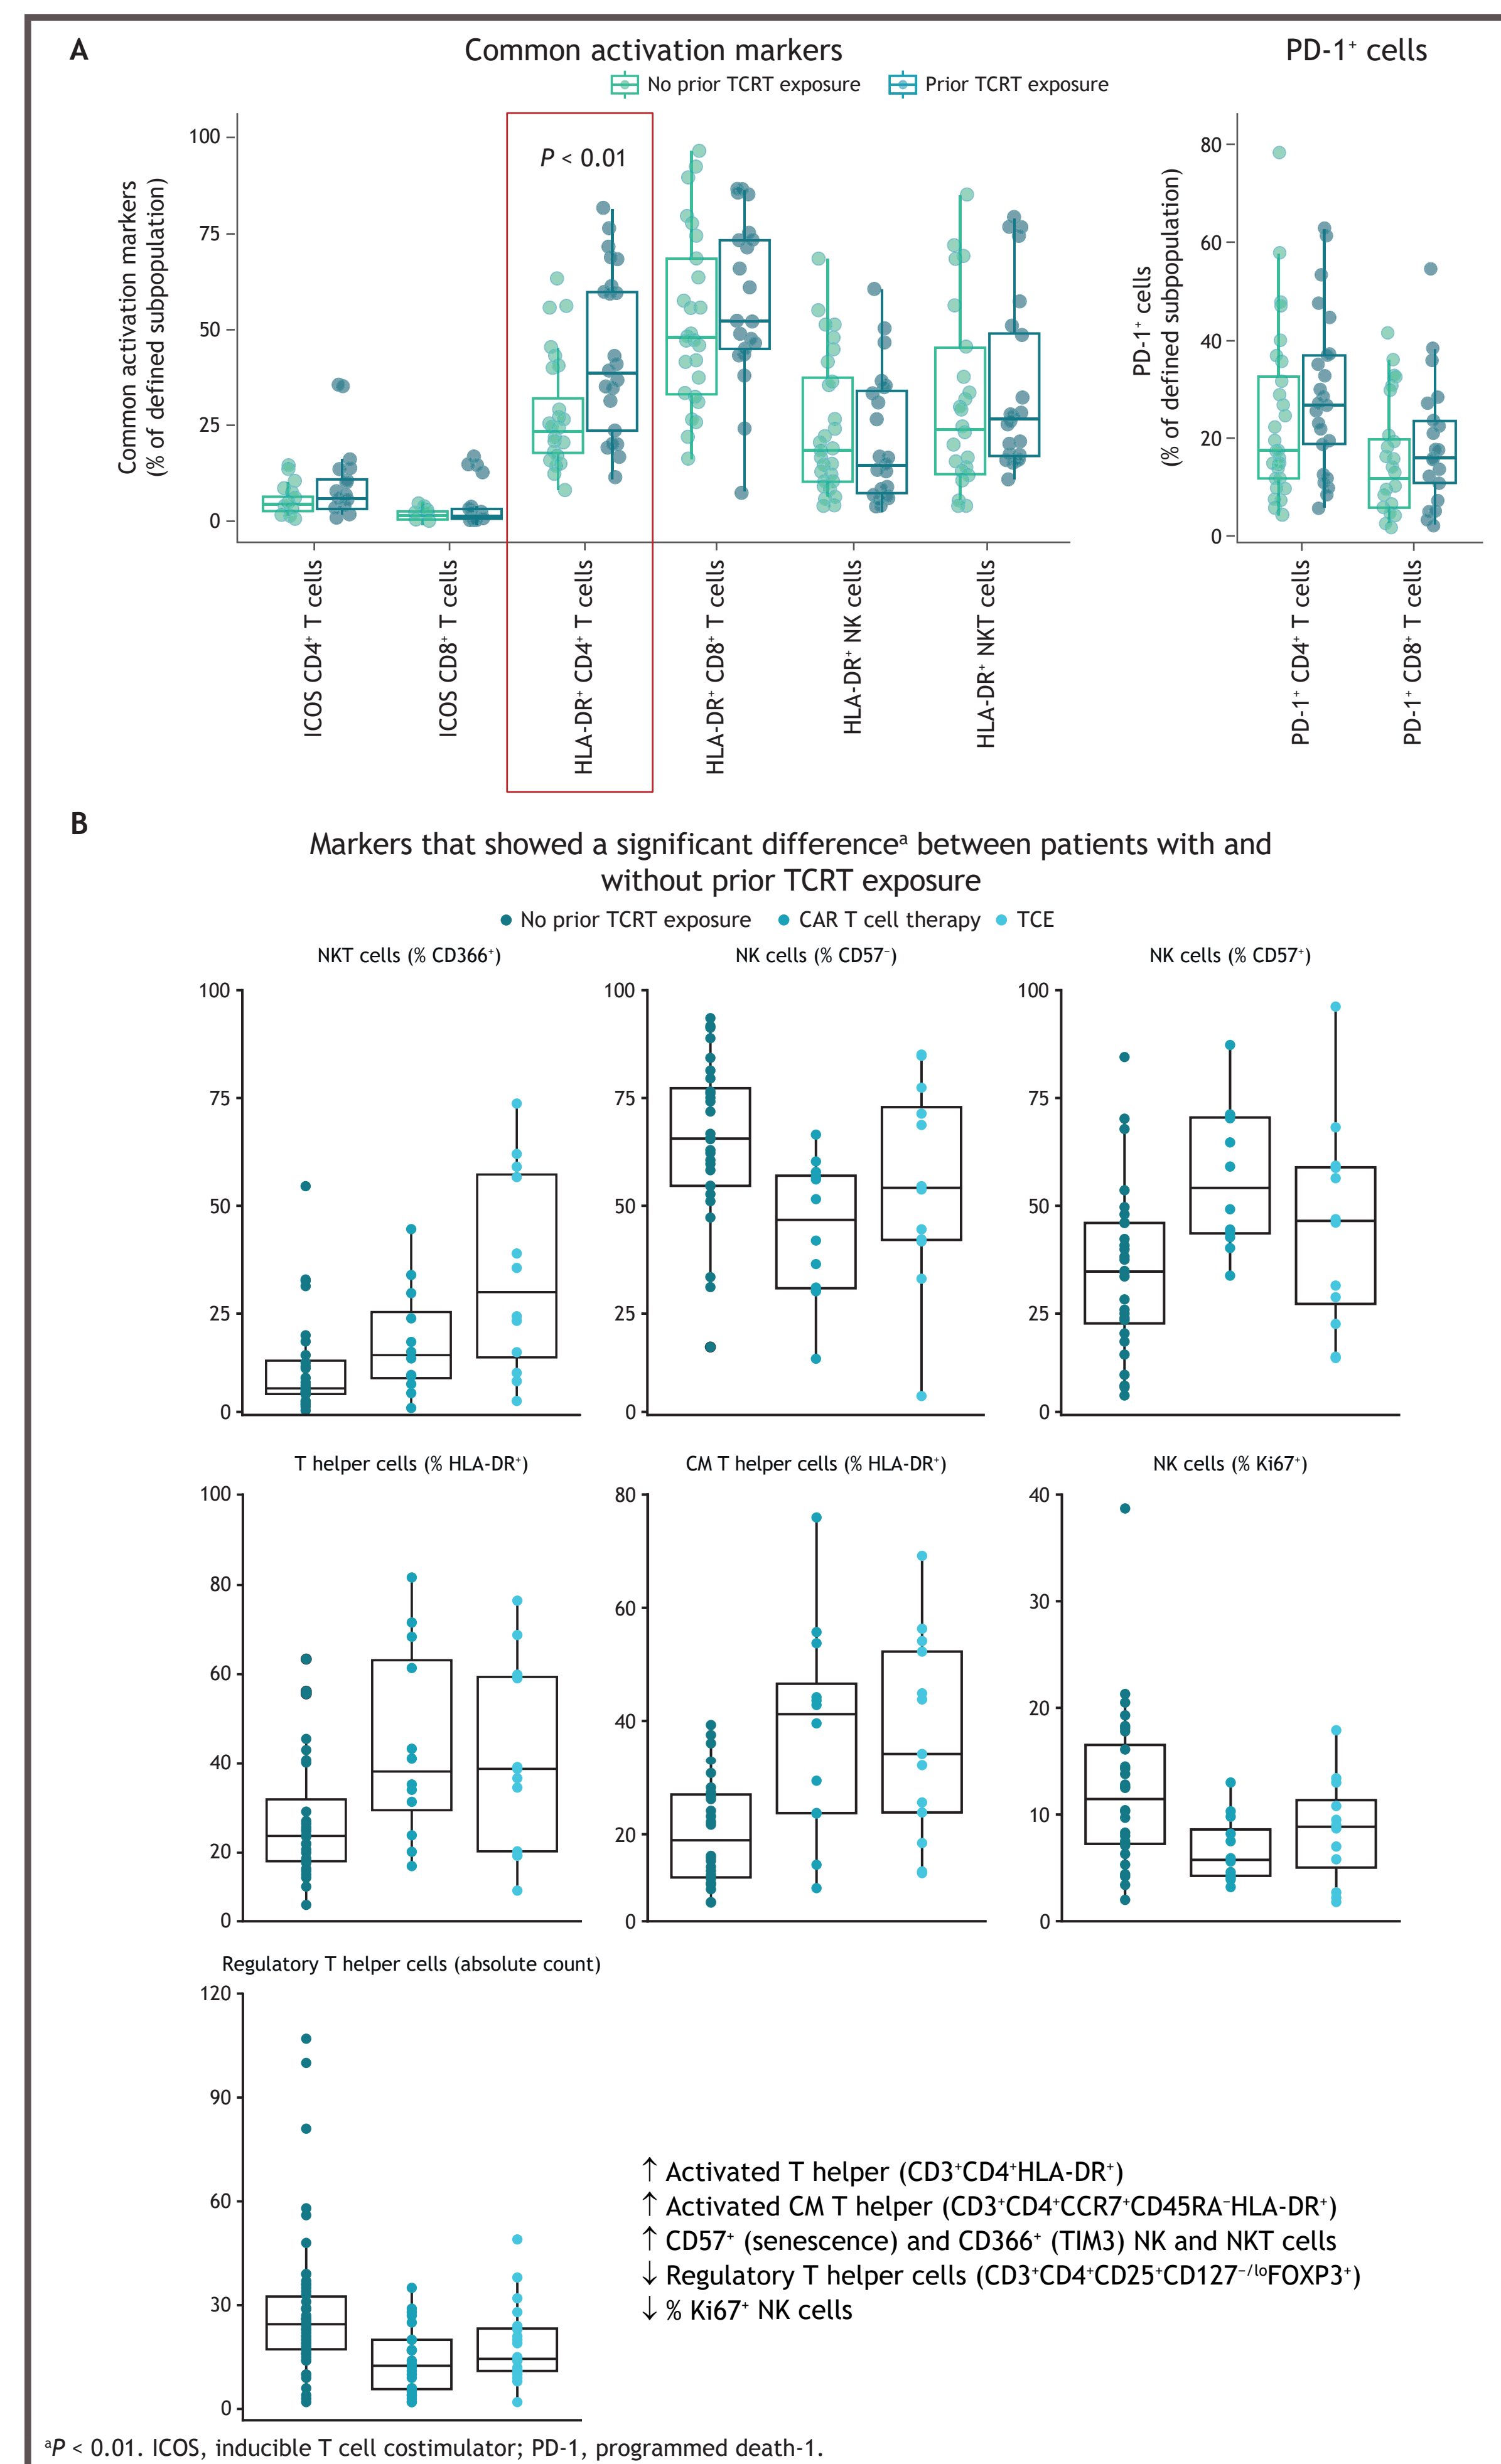 A
Common activation markers
No prior TCRT exposure
Prior TCRT exposure
PD-1⁺ cells
Common activation markers
(% of defined subpopulation)
100
75
50
25
0
P < 0.01
ICOS CD4⁺ T cells
ICOS CD8⁺ T cells
HLA-DR⁺ CD4⁺ T cells
HLA-DR⁺ CD8⁺ T cells
HLA-DR⁺ NK cells
HLA-DR⁺ NKT cells
PD-1⁺ cells
(% of defined subpopulation)
80
60
40
20
0
PD-1⁺ CD4⁺ T cells
PD-1⁺ CD8⁺ T cells
B
Markers that showed a significant differenceᵃ between patients with and
without prior TCRT exposure
No prior TCRT exposure
CAR T cell therapy
TCE
NKT cells (% CD366⁺)
100
75
50
25
0
NK cells (% CD57⁻)
100
75
50
25
0
NK cells (% CD57⁺)
100
75
50
25
0
T helper cells (% HLA-DR⁺)
100
80
60
40
20
0
CM T helper cells (% HLA-DR⁺)
80
60
40
20
0
NK cells (% Ki67⁺)
40
30
20
10
0
Regulatory T helper cells (absolute count)
120
90
60
30
0
↑ Activated T helper (CD3⁺CD4⁺HLA-DR⁺)
↑ Activated CM T helper (CD3⁺CD4⁺CCR7⁺CD45RA⁻HLA-DR⁺)
↑ CD57⁺ (senescence) and CD366⁺ (TIM3) NK and NKT cells
↓ Regulatory T helper cells (CD3⁺CD4⁺CD25⁺CD127⁻/ˡᵒFOXP3⁺)
↓ % Ki67⁺ NK cells
ᵃP < 0.01. ICOS, inducible T cell costimulator; PD-1, programmed death-1.